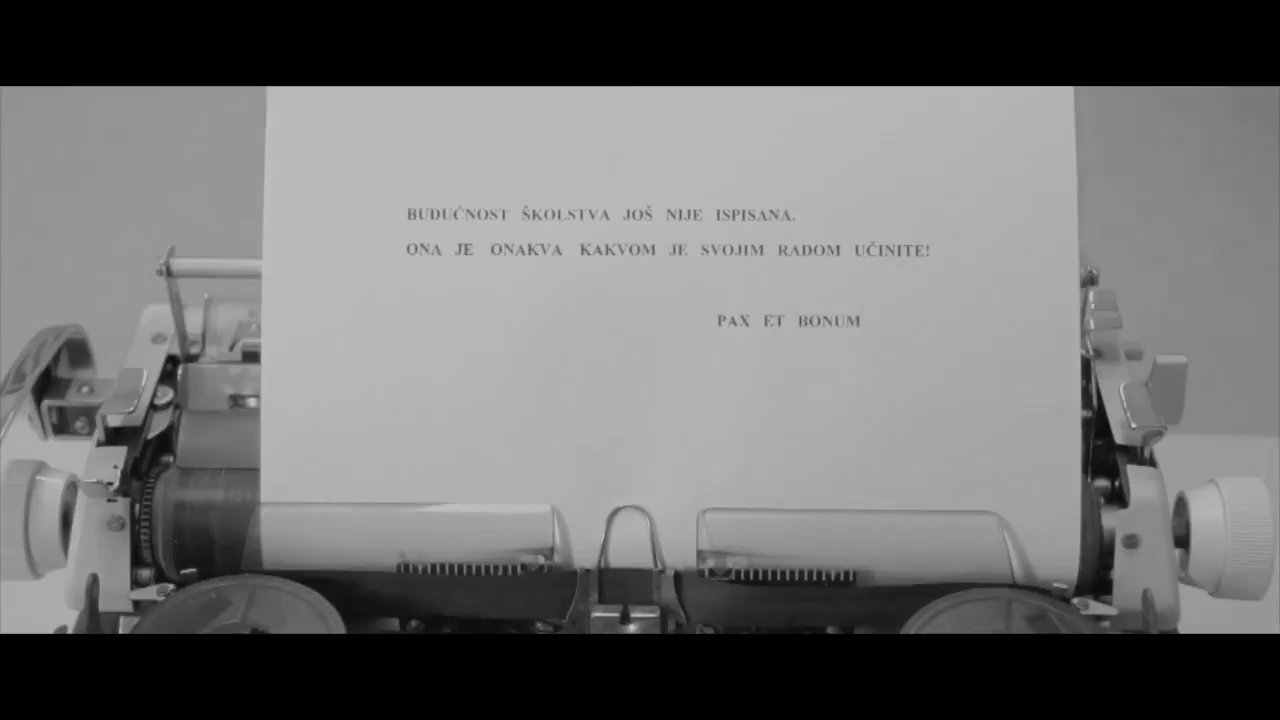 BUDUĆNOST ŠKOLSTVA JOŠ NIJE ISPISANA.
ONA JE ONAKVA KAKVOM JE SVOJIM RADOM UČINITE!
PAX ET BONUM